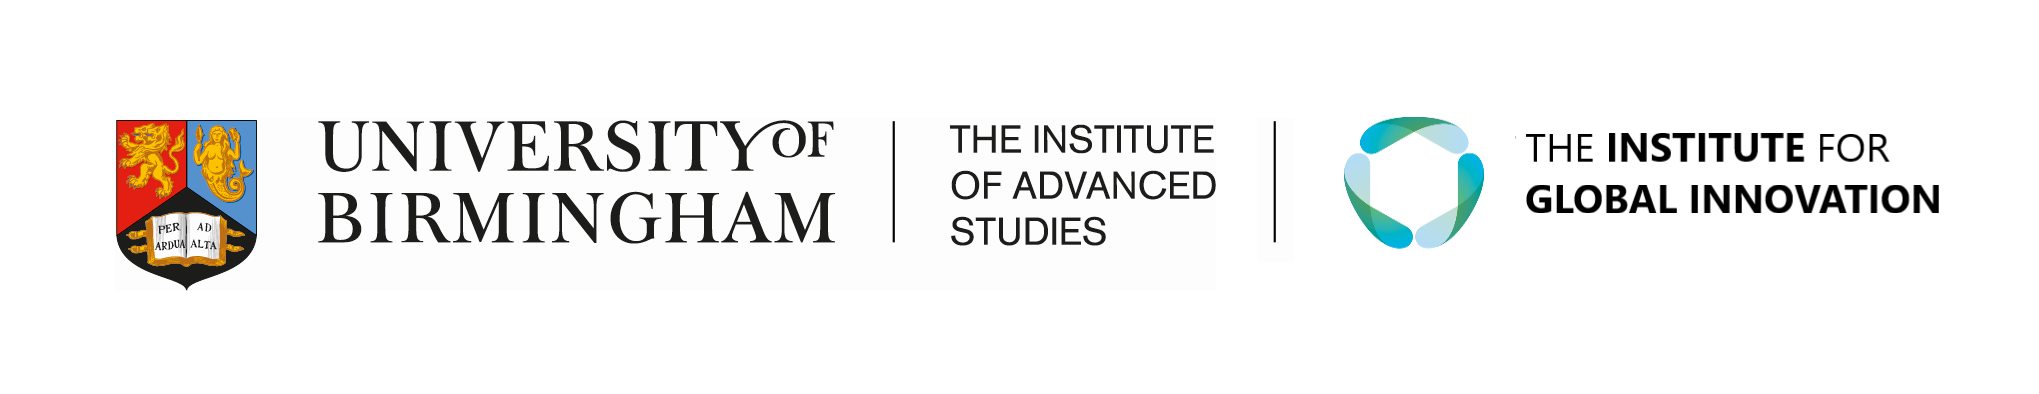 PER AD
ARDUA ALTA
UNIVERSITY OF
BIRMINGHAM
THE INSTITUTE
OF ADVANCED
STUDIES
THE INSTITUTE FOR
GLOBAL INNOVATION